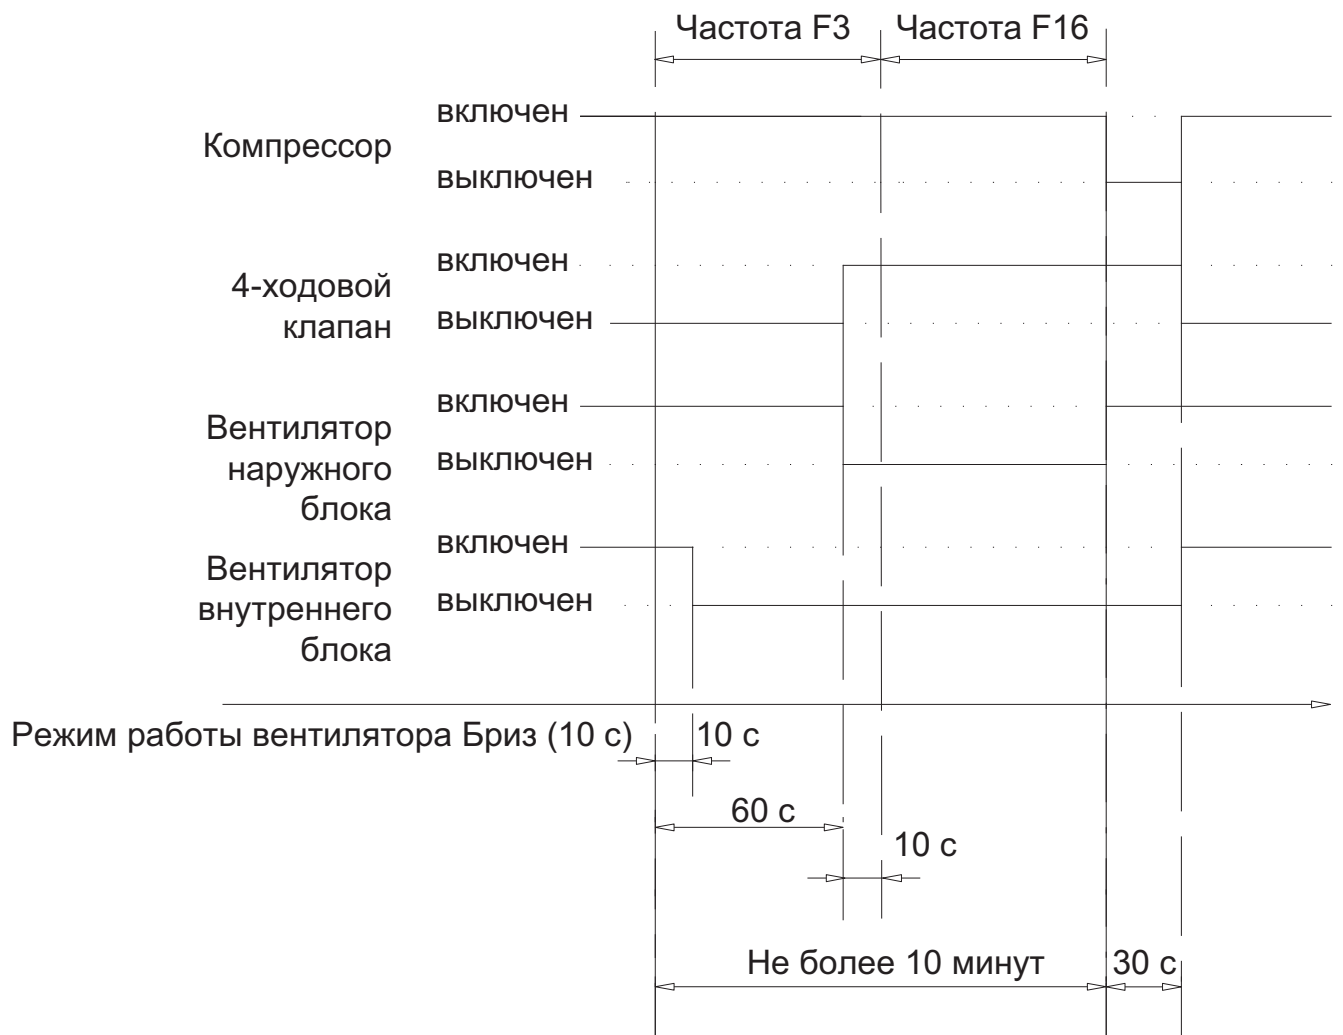 Частота F3
Частота F16
Компрессор
включен
выключен
4-ходовой
клапан
включен
выключен
Вентилятор
наружного
блока
включен
выключен
Вентилятор
внутреннего
блока
включен
выключен
Режим работы вентилятора Бриз (10 с)
10 с
60 с
10 с
Не более 10 минут
30 с